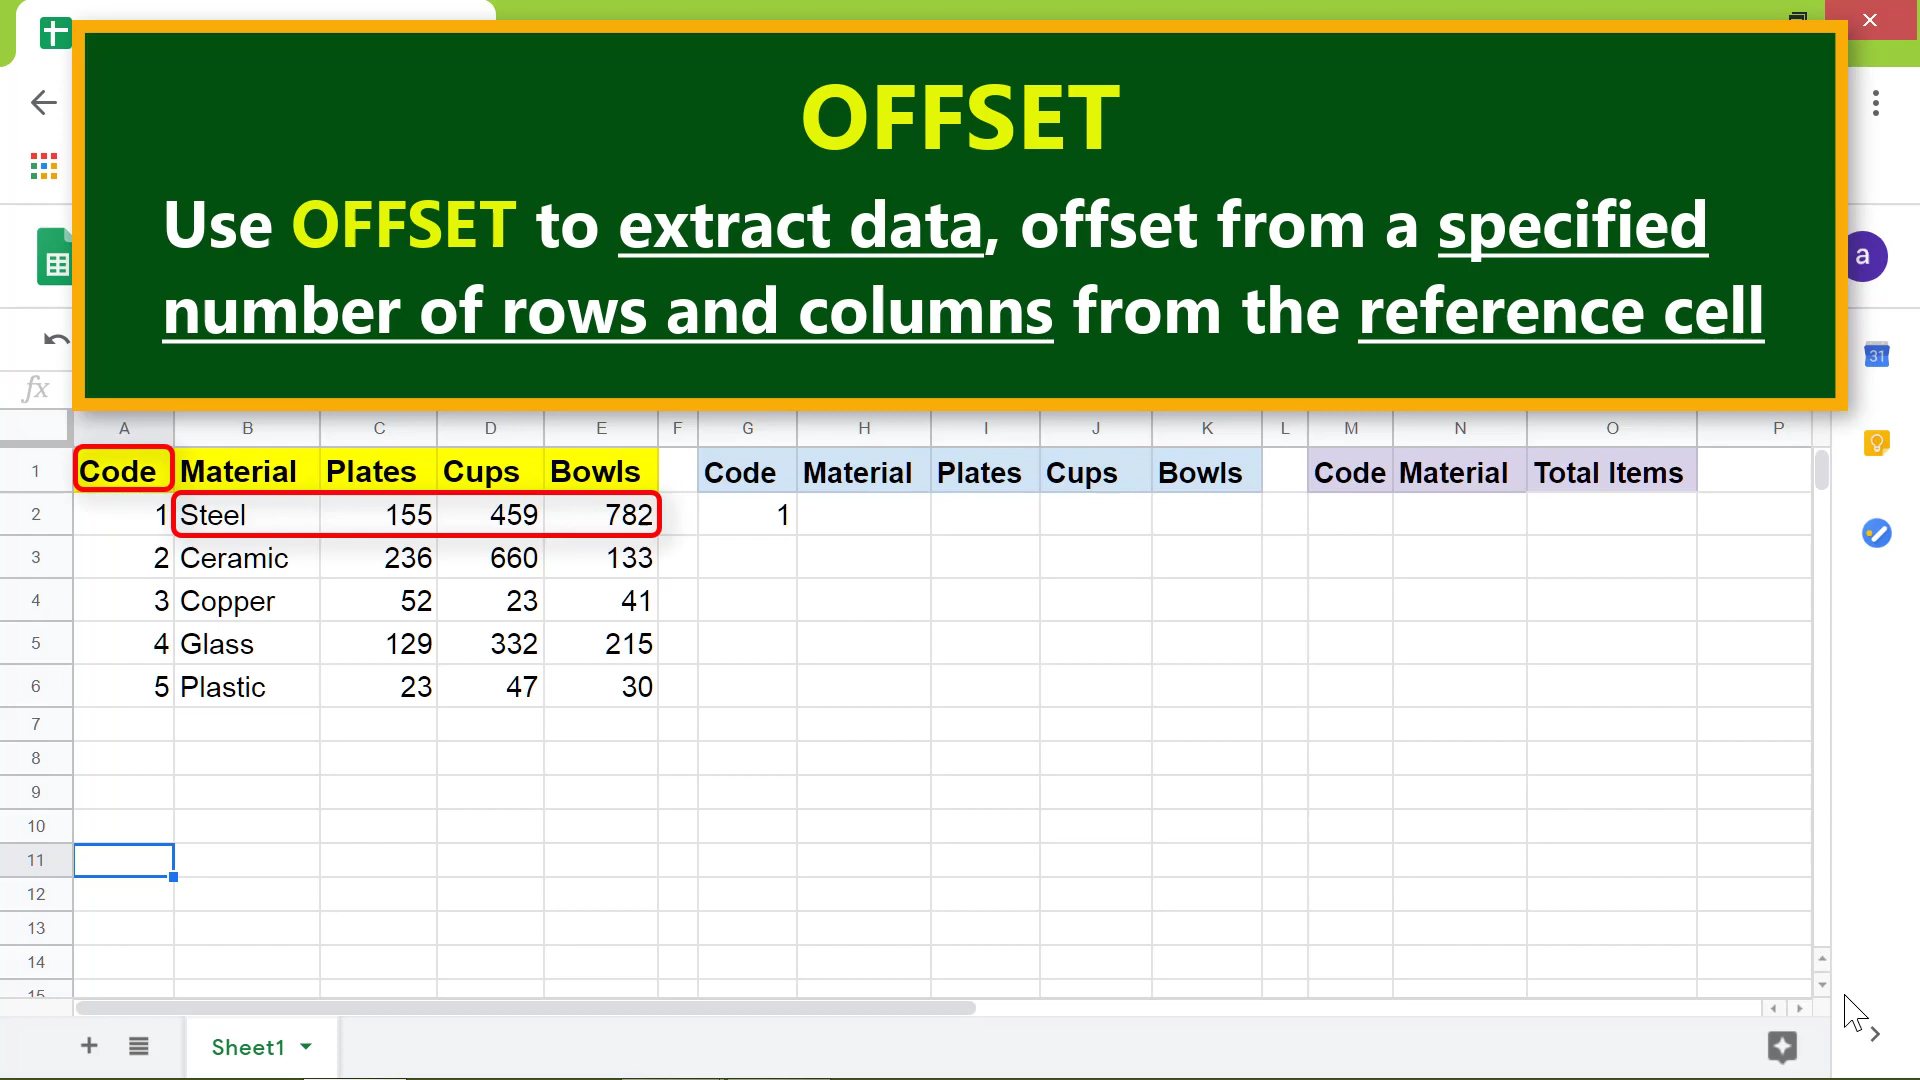 OFFSET
Use OFFSET to extract data, offset from a specified
number of rows and columns from the reference cell
a
31
fx
A B C D E F G H I J K L M N O P
1 Code Material Plates Cups Bowls Code Material Plates Cups Bowls Code Material Total Items
2 1 Steel 155 459 782 1
3 2 Ceramic 236 660 133
4 3 Copper 52 23 41
5 4 Glass 129 332 215
6 5 Plastic 23 47 30
7
8
9
10
11
12
13
14
15
Sheet1